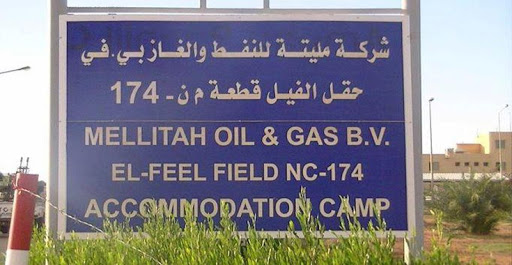 شركة مليتة للنفط والغاز بي. في
حقل الفيل قطعة م ن - 174
MELLITAH OIL & GAS B.V.
EL-FEEL FIELD NC-174
ACCOMMODATION CAMP